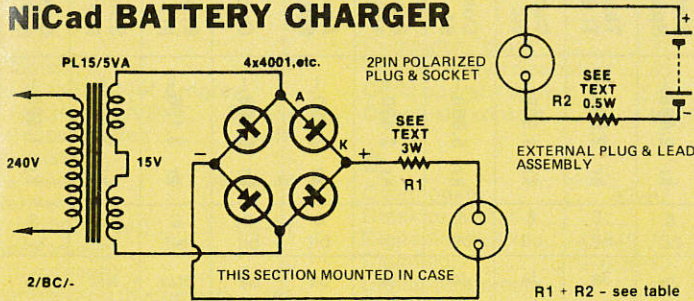 NiCad BATTERY CHARGER
PL15/5VA
4x4001,etc.
2PIN POLARIZED
PLUG & SOCKET
+
SEE
TEXT
0.5W
R2
-
EXTERNAL PLUG & LEAD
ASSEMBLY
240V
15V
A
K
-
+
SEE
TEXT
3W
R1
2/BC/-
THIS SECTION MOUNTED IN CASE
R1 + R2 - see table